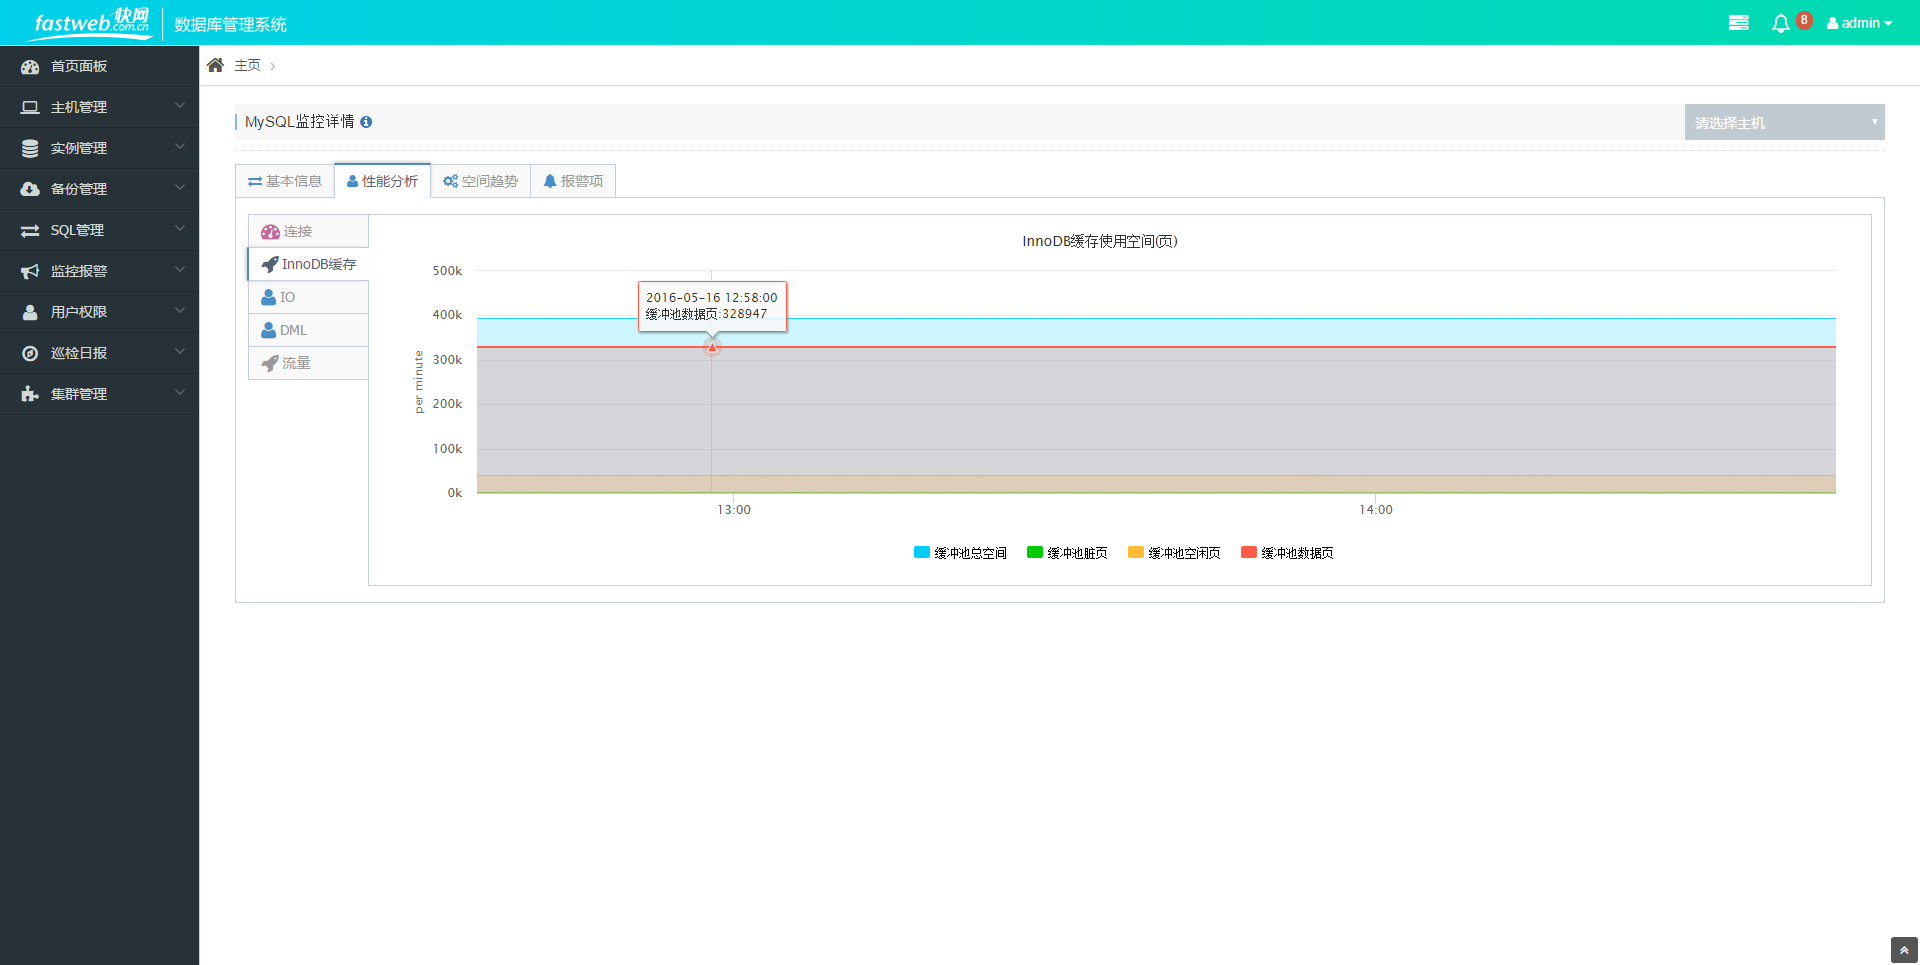 fastweb快网
.com.cn
数据库管理系统
8
admin
首页面板
主机管理
实例管理
备份管理
SQL管理
监控报警
用户权限
巡检日报
集群管理
主页
MySQL监控详情
请选择主机
基本信息
性能分析
空间趋势
报警项
连接
InnoDB缓存
IO
DML
流量
InnoDB缓存使用空间(页)
500k
400k
300k
200k
100k
0k
per minute
2016-05-16 12:58:00
缓冲池数据页:328947
13:00
14:00
缓冲池总空间
缓冲池脏页
缓冲池空闲页
缓冲池数据页